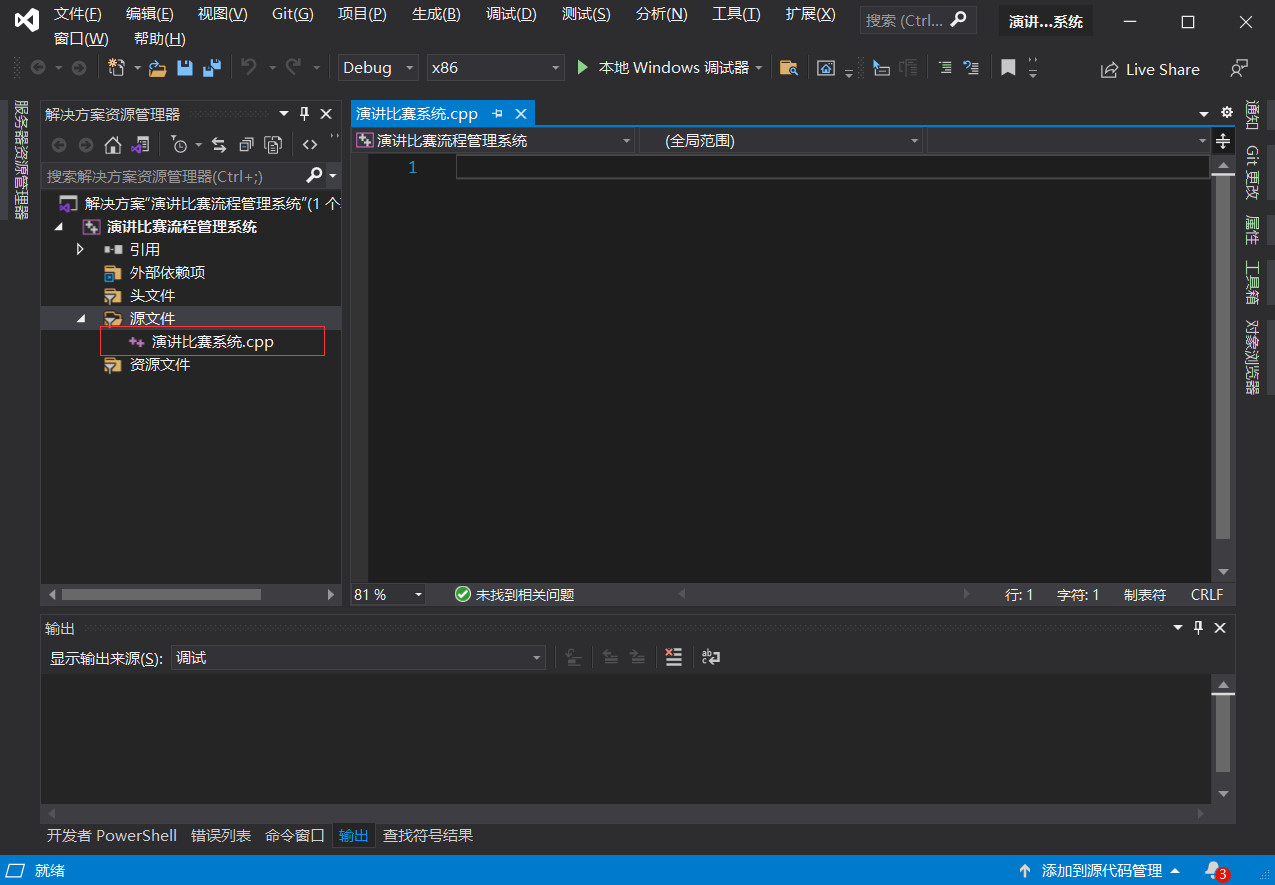 文件(F) 编辑(E) 视图(V) Git(G) 项目(P) 生成(B) 调试(D) 测试(S) 分析(N) 工具(T) 扩展(X) 搜索 (Ctrl... 演讲...系统
窗口(W) 帮助(H)
Debug x86 本地 Windows 调试器 Live Share
服务器资源管理器
解决方案资源管理器
搜索解决方案资源管理器(Ctrl+;)
解决方案"演讲比赛流程管理系统"(1 个
演讲比赛流程管理系统
引用
外部依赖项
头文件
源文件
演讲比赛系统.cpp
资源文件
演讲比赛系统.cpp
演讲比赛流程管理系统 (全局范围)
1
81 % 未找到相关问题 行: 1 字符: 1 制表符 CRLF
通知
Git 更改
属性
工具箱
对象浏览器
输出
显示输出来源(S): 调试
开发者 PowerShell 错误列表 命令窗口 输出 查找符号结果
就绪 添加到源代码管理 3